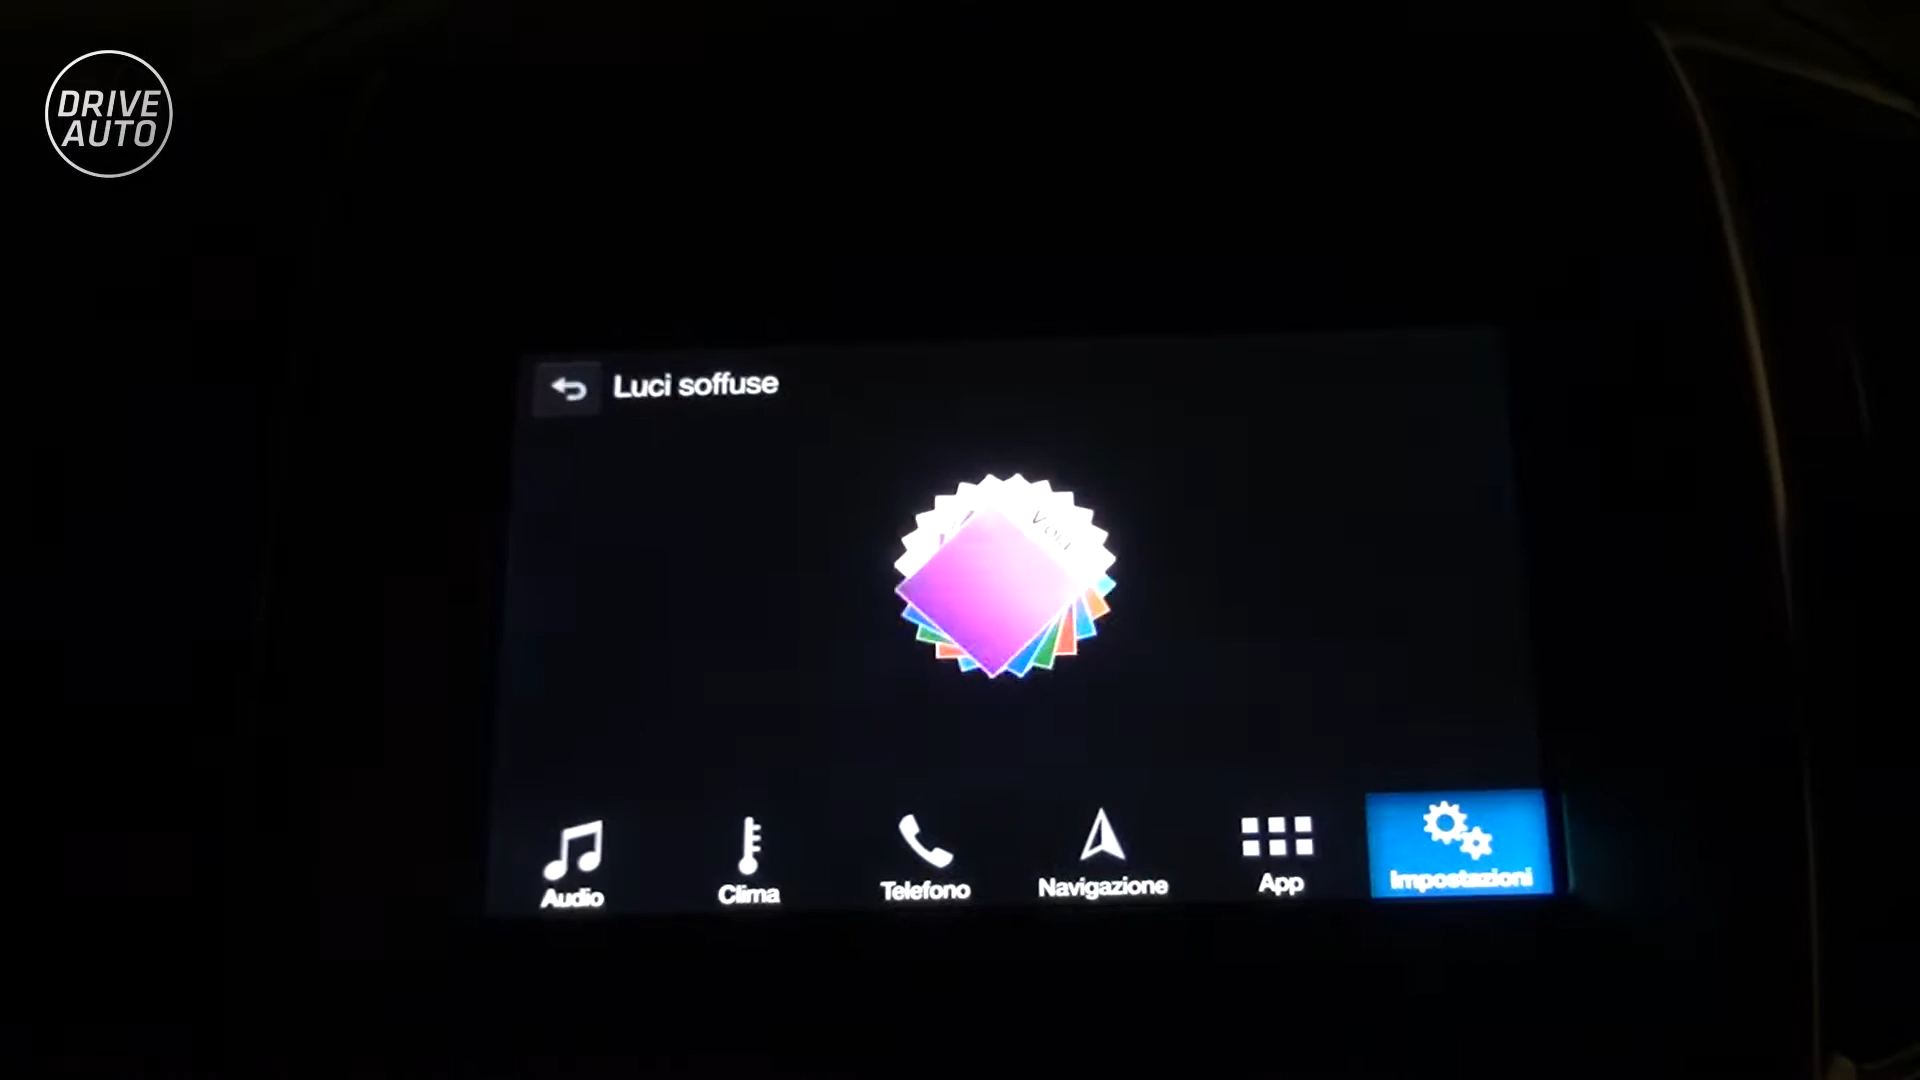 DRIVE
AUTO
Luci soffuse
Audio
Clima
Telefono
Navigazione
App
Impostazioni